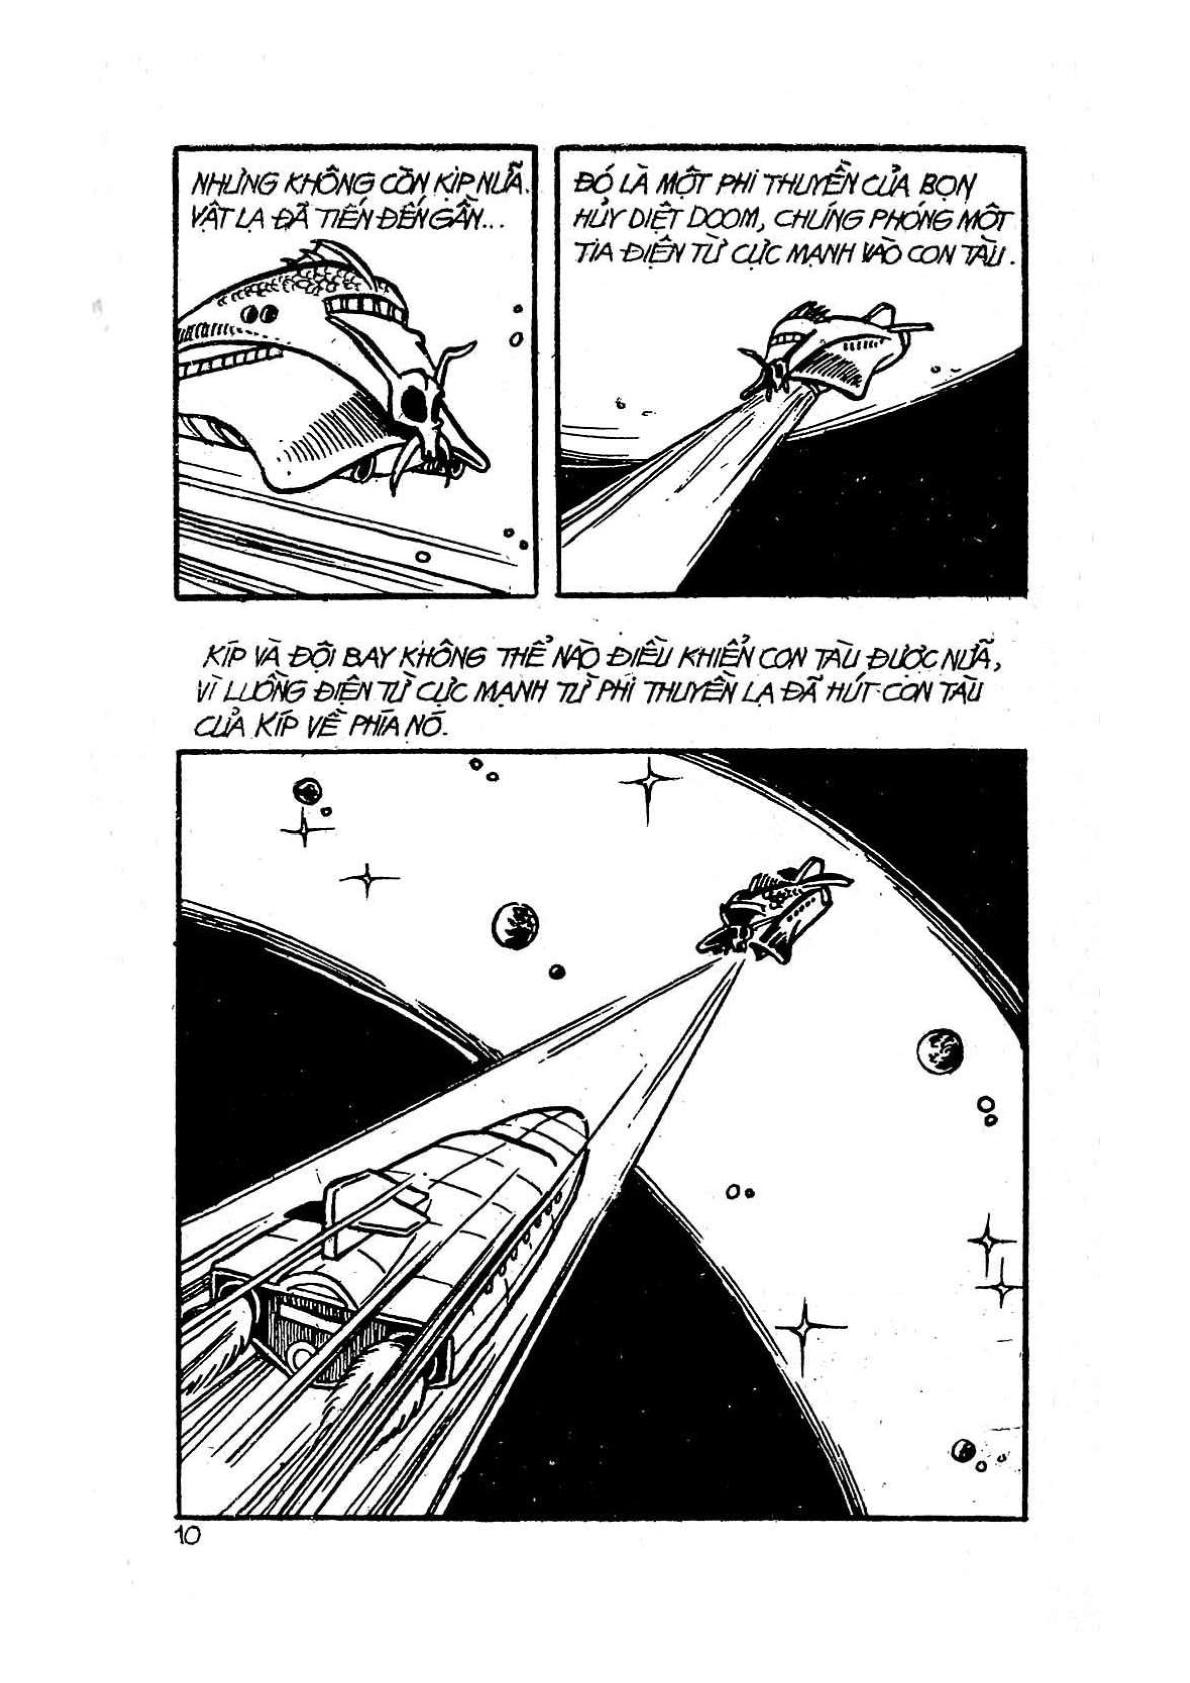 NHƯNG KHÔNG CÒN KỊP NỮA.
VẬT LẠ ĐÃ TIẾN ĐẾN GẦN...
ĐÓ LÀ MỘT PHI THUYỀN CỦA BỌN
HỦY DIỆT DOOM, CHÚNG PHÓNG MỘT
TIA ĐIỆN TỪ CỰC MẠNH VÀO CON TÀU.
KÍP VÀ ĐỘI BAY KHÔNG THỂ NÀO ĐIỀU KHIỂN CON TÀU ĐƯỢC NỮA,
VÌ LUỒNG ĐIỆN TỪ CỰC MẠNH TỪ PHI THUYỀN LẠ ĐÃ HÚT CON TÀU
CỦA KÍP VỀ PHÍA NÓ.
10